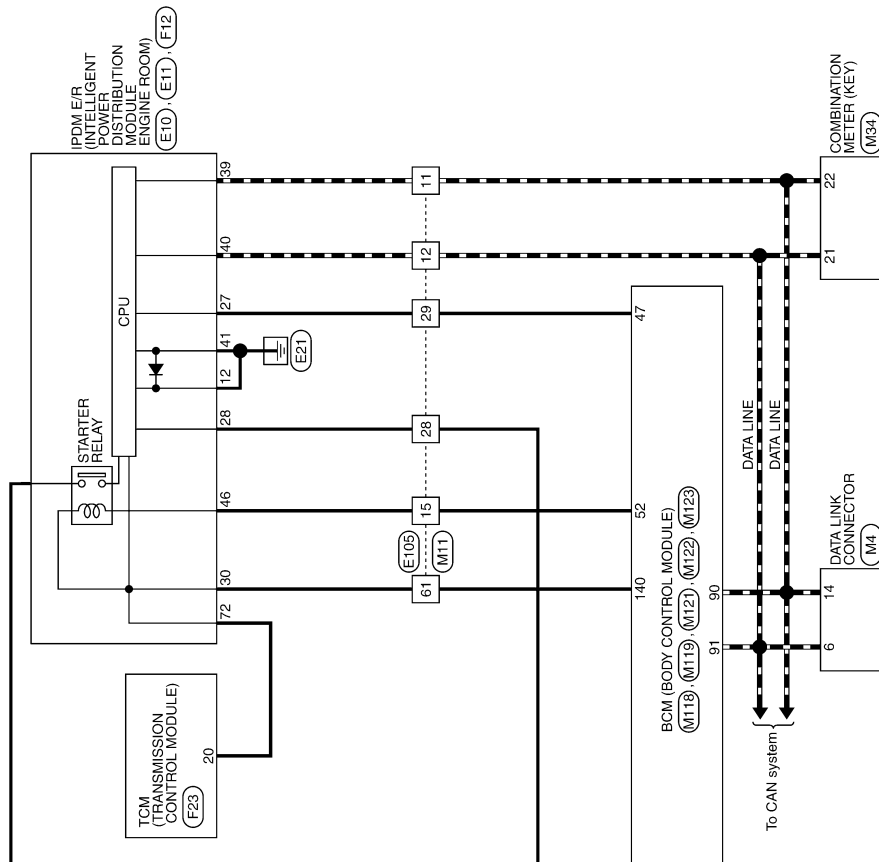 IPDM E/R
(INTELLIGENT
POWER
DISTRIBUTION
MODULE
ENGINE ROOM)
E10 , E11 , F12
CPU
STARTER
RELAY
39
40
27
41
12
28
46
30
72
E21
TCM
(TRANSMISSION
CONTROL MODULE)
F23
20
11
12
29
28
15
61
E105
M11
47
52
140
BCM (BODY CONTROL MODULE)
M118 , M119 , M121 , M122 , M123
90
91
DATA LINE
DATA LINE
To CAN system
COMBINATION
METER (KEY)
M34
22
21
DATA LINK
CONNECTOR
M4
14
6